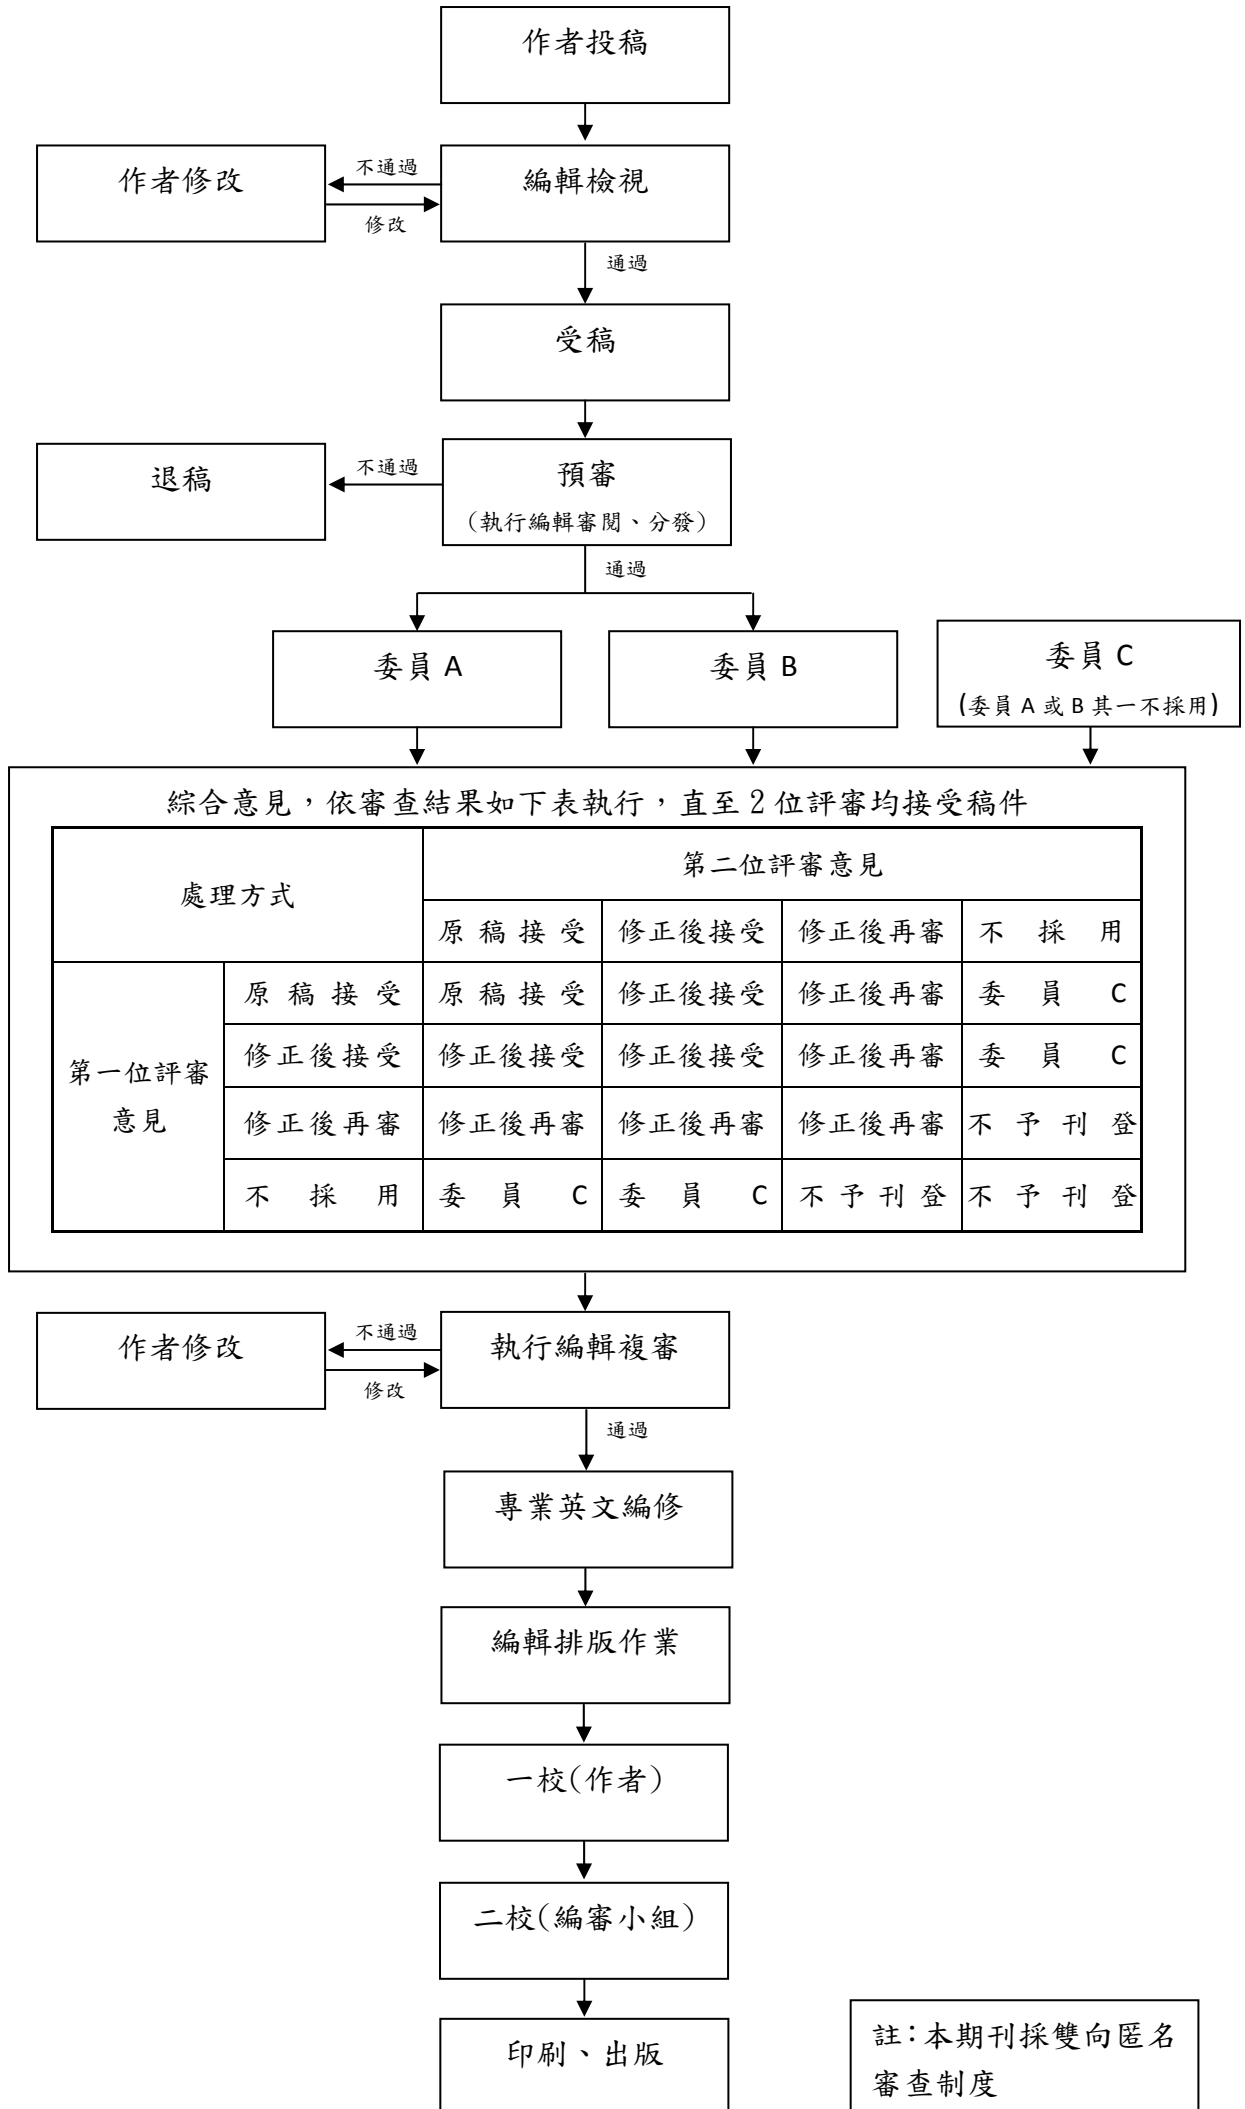 作者投稿
作者修改
不通過
修改
編輯檢視
通過
受稿
退稿
不通過
預審
（執行編輯審閱、分發）
通過
委員 A
委員 B
委員 C
(委員 A 或 B 其一不採用)
綜合意見，依審查結果如下表執行，直至 2 位評審均接受稿件
處理方式
第二位評審意見
原稿接受 修正後接受 修正後再審 不採用
第一位評審
意見
原稿接受 原稿接受 修正後接受 修正後再審 委員 C
修正後接受 修正後接受 修正後接受 修正後再審 委員 C
修正後再審 修正後再審 修正後再審 修正後再審 不予刊登
不採用 委員 C 委員 C 不予刊登 不予刊登
作者修改
不通過
修改
執行編輯複審
通過
專業英文編修
編輯排版作業
一校(作者)
二校(編審小組)
印刷、出版
註：本期刊採雙向匿名
審查制度